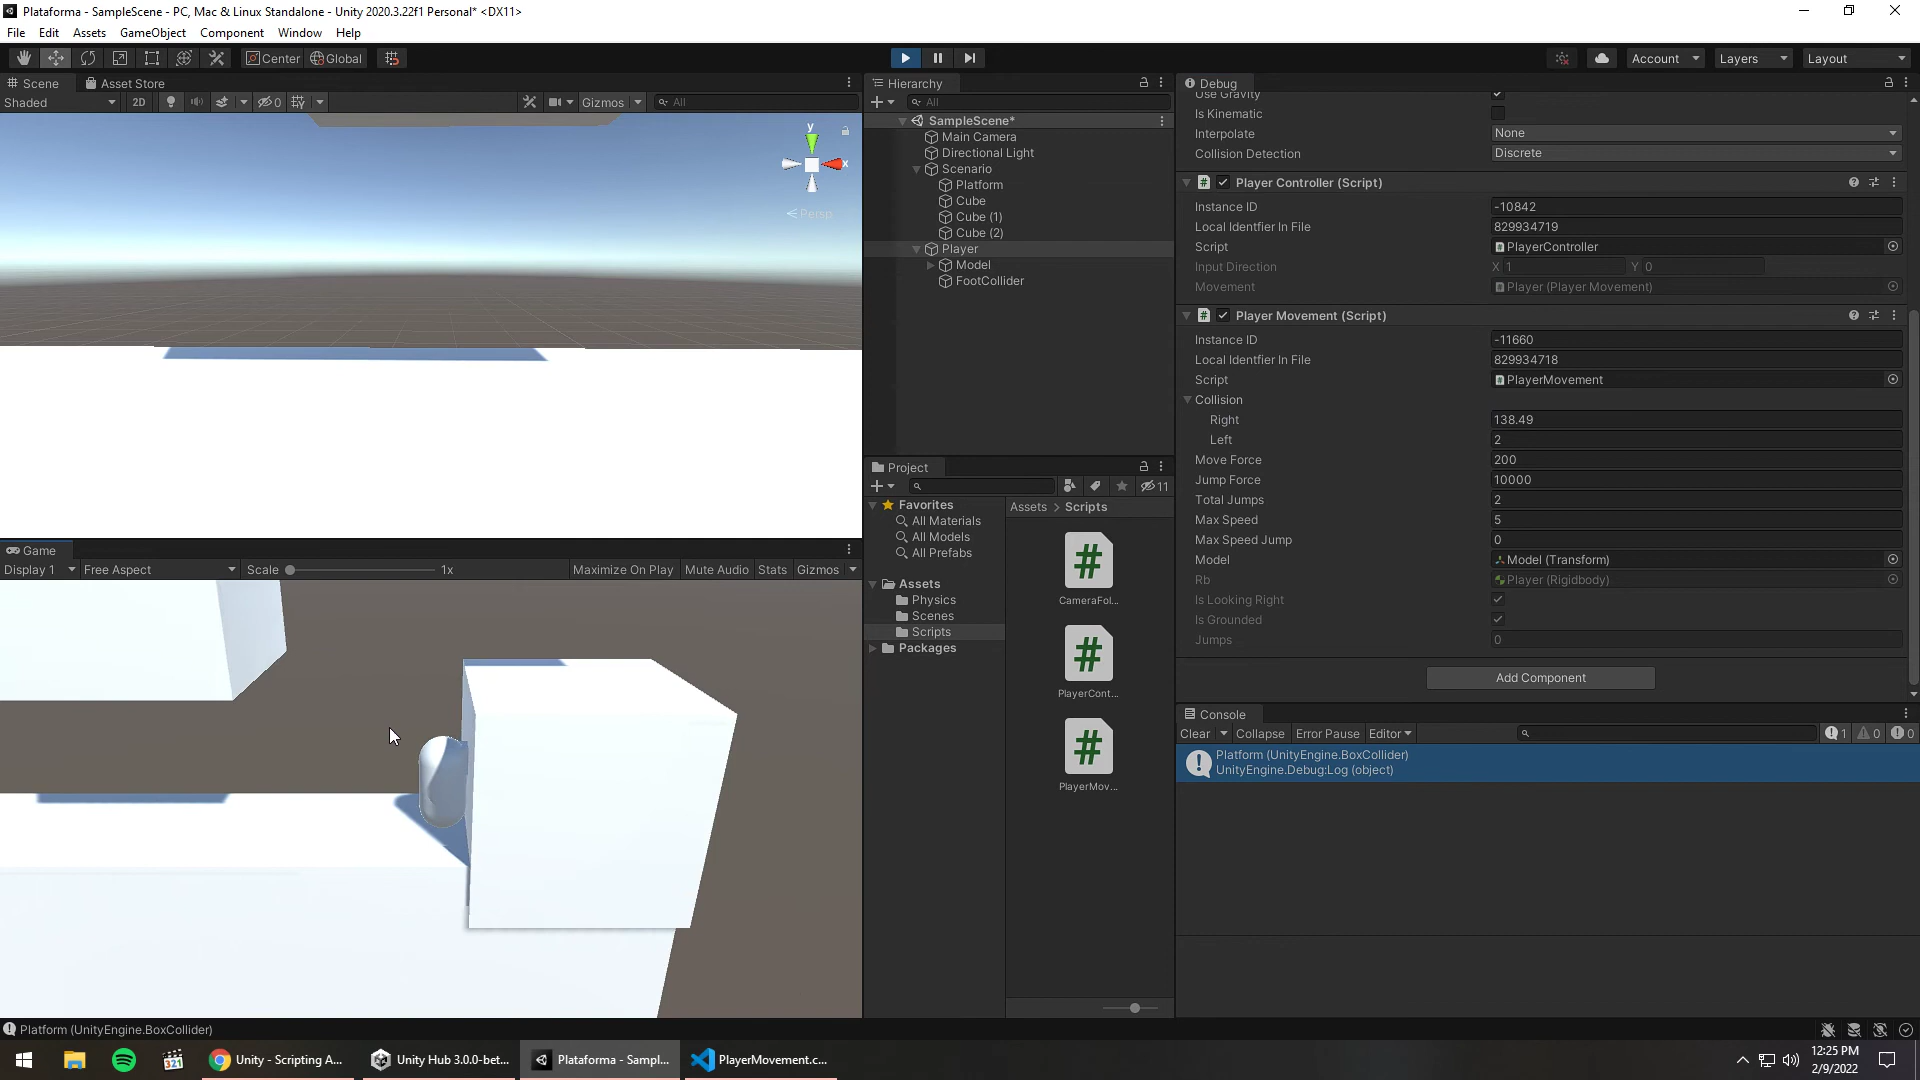 Plataforma - SampleScene - PC, Mac & Linux Standalone - Unity 2020.3.22f1 Personal* <DX11>
File Edit Assets GameObject Component Window Help
Center Global
Account Layers Layout
Scene Asset Store
Shaded 2D 0 Gizmos All
y
x
Persp
Game
Display 1 Free Aspect Scale 1x Maximize On Play Mute Audio Stats Gizmos
Hierarchy
All
SampleScene*
Main Camera
Directional Light
Scenario
Platform
Cube
Cube (1)
Cube (2)
Player
Model
FootCollider
Project
11
Favorites
All Materials
All Models
All Prefabs
Assets
Physics
Scenes
Scripts
Packages
Assets > Scripts
CameraFol...
PlayerCont...
PlayerMov...
Debug
Use Gravity
Is Kinematic
Interpolate None
Collision Detection Discrete
Player Controller (Script)
Instance ID -10842
Local Identfier In File 829934719
Script PlayerController
Input Direction X 1 Y 0
Movement Player (Player Movement)
Player Movement (Script)
Instance ID -11660
Local Identfier In File 829934718
Script PlayerMovement
Collision
Right 138.49
Left 2
Move Force 200
Jump Force 10000
Total Jumps 2
Max Speed 5
Max Speed Jump 0
Model Model (Transform)
Rb Player (Rigidbody)
Is Looking Right
Is Grounded
Jumps 0
Add Component
Console
Clear Collapse Error Pause Editor 1 0 0
Platform (UnityEngine.BoxCollider)
UnityEngine.Debug:Log (object)
Platform (UnityEngine.BoxCollider)
321
Unity - Scripting A...
Unity Hub 3.0.0-bet...
Plataforma - Sampl...
PlayerMovement.c...
12:25 PM
2/9/2022